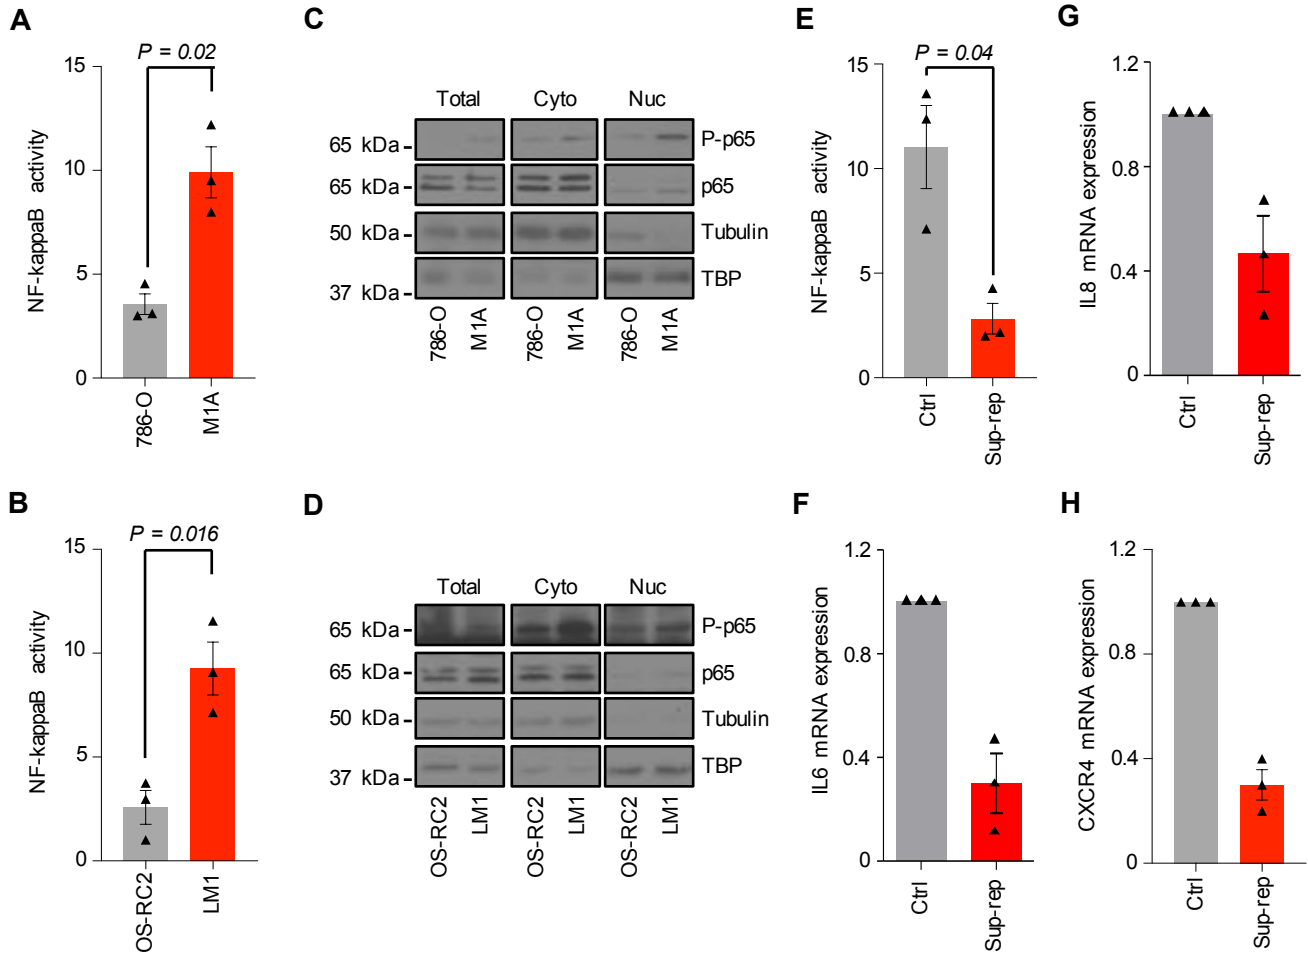 A
P = 0.02
15
10
5
0
NF-kappaB activity
786-O
M1A
B
P = 0.016
15
10
5
0
NF-kappaB activity
OS-RC2
LM1
C
Total Cyto Nuc
65 kDa P-p65
65 kDa p65
50 kDa Tubulin
37 kDa TBP
786-O M1A 786-O M1A 786-O M1A
D
Total Cyto Nuc
65 kDa P-p65
65 kDa p65
50 kDa Tubulin
37 kDa TBP
OS-RC2 LM1 OS-RC2 LM1 OS-RC2 LM1
E
P = 0.04
15
10
5
0
NF-kappaB activity
Ctrl
Sup-rep
F
1.2
0.8
0.4
0
IL6 mRNA expression
Ctrl
Sup-rep
G
1.2
0.8
0.4
0
IL8 mRNA expression
Ctrl
Sup-rep
H
1.2
0.8
0.4
0
CXCR4 mRNA expression
Ctrl
Sup-rep